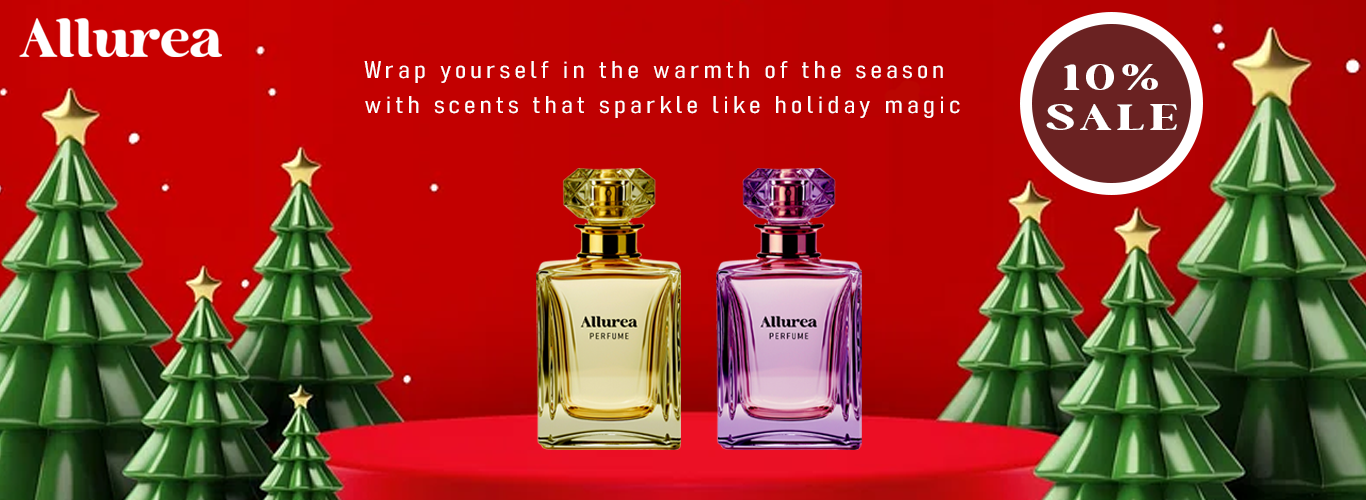 Allurea
Wrap yourself in the warmth of the season
with scents that sparkle like holiday magic
10%
SALE
Allurea
PERFUME
Allurea
PERFUME